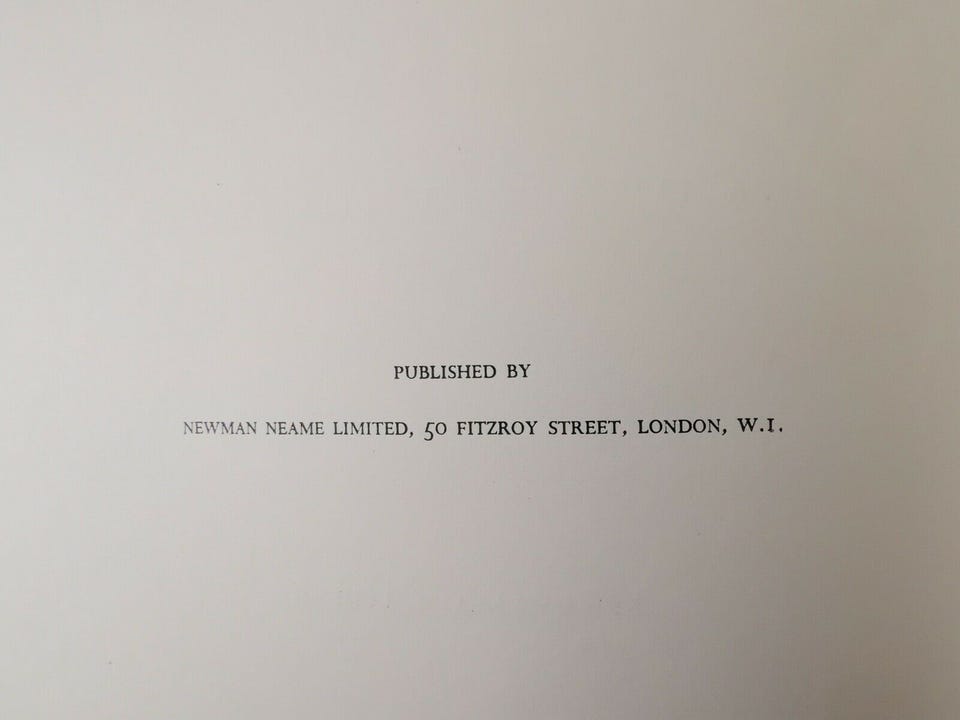 PUBLISHED BY
NEWMAN NEAME LIMITED, 50 FITZROY STREET, LONDON, W.I.